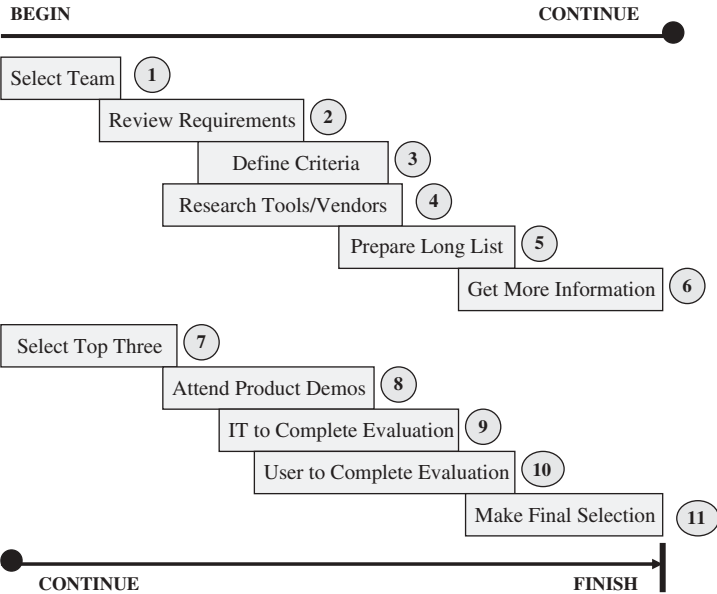 BEGIN CONTINUE
Select Team 1
Review Requirements 2
Define Criteria 3
Research Tools/Vendors 4
Prepare Long List 5
Get More Information 6
Select Top Three 7
Attend Product Demos 8
IT to Complete Evaluation 9
User to Complete Evaluation 10
Make Final Selection 11
CONTINUE FINISH